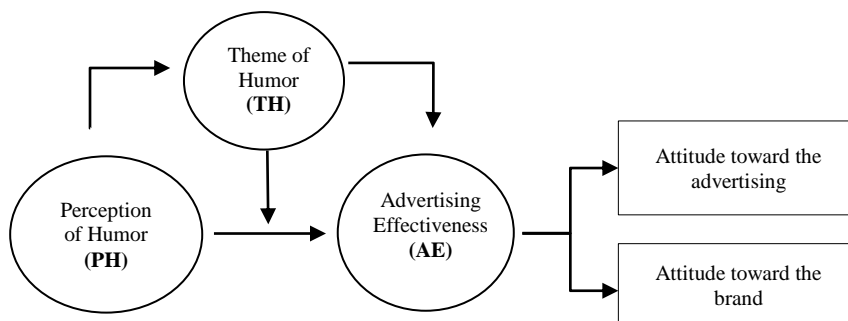 Theme of
Humor
(TH)
Perception
of Humor
(PH)
Advertising
Effectiveness
(AE)
Attitude toward the
advertising
Attitude toward the
brand